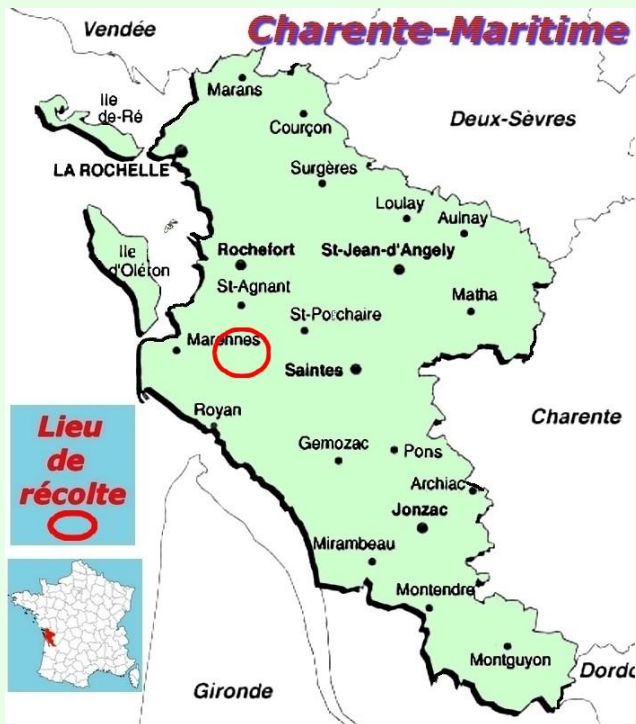 Charente-Maritime
Vendée
Marans
Ile
de-Ré
Courçon
Deux-Sèvres
LA ROCHELLE
Surgères
Loulay
Aulnay
Ile
d'Oléron
Rochefort
St-Jean-d'Angely
St-Agnant
Matha
St-Porchaire
Marennes
Saintes
Charente
Royan
Lieu
de
récolte
Gemozac
Pons
Archiac
Jonzac
Mirambeau
Montendre
Montguyon
Dordo
Gironde